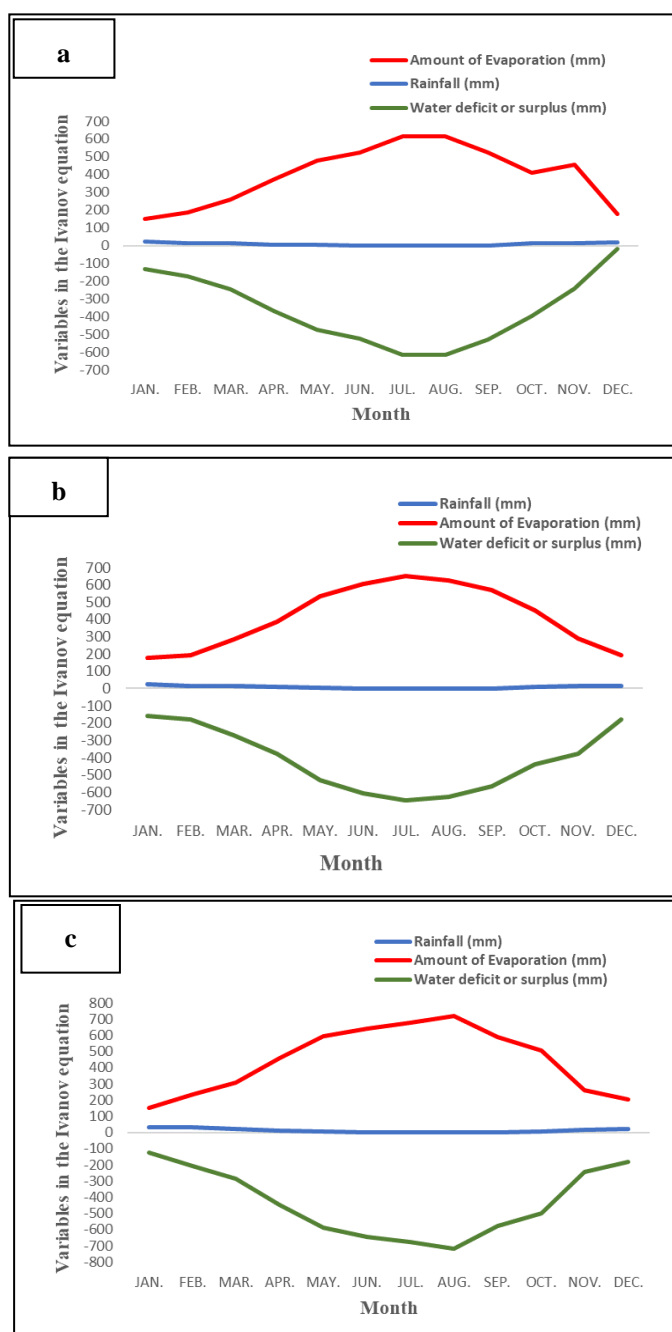 a
Amount of Evaporation (mm)
Rainfall (mm)
Water deficit or surplus (mm)
Variables in the Ivanov equation
700
600
500
400
300
200
100
0
-100
-200
-300
-400
-500
-600
-700
JAN. FEB. MAR. APR. MAY. JUN. JUL. AUG. SEP. OCT. NOV. DEC.
Month
b
Rainfall (mm)
Amount of Evaporation (mm)
Water deficit or surplus (mm)
Variables in the Ivanov equation
700
600
500
400
300
200
100
0
-100
-200
-300
-400
-500
-600
-700
JAN. FEB. MAR. APR. MAY. JUN. JUL. AUG. SEP. OCT. NOV. DEC.
Month
c
Rainfall (mm)
Amount of Evaporation (mm)
Water deficit or surplus (mm)
Variables in the Ivanov equation
800
700
600
500
400
300
200
100
0
-100
-200
-300
-400
-500
-600
-700
-800
JAN. FEB. MAR. APR. MAY. JUN. JUL. AUG. SEP. OCT. NOV. DEC.
Month